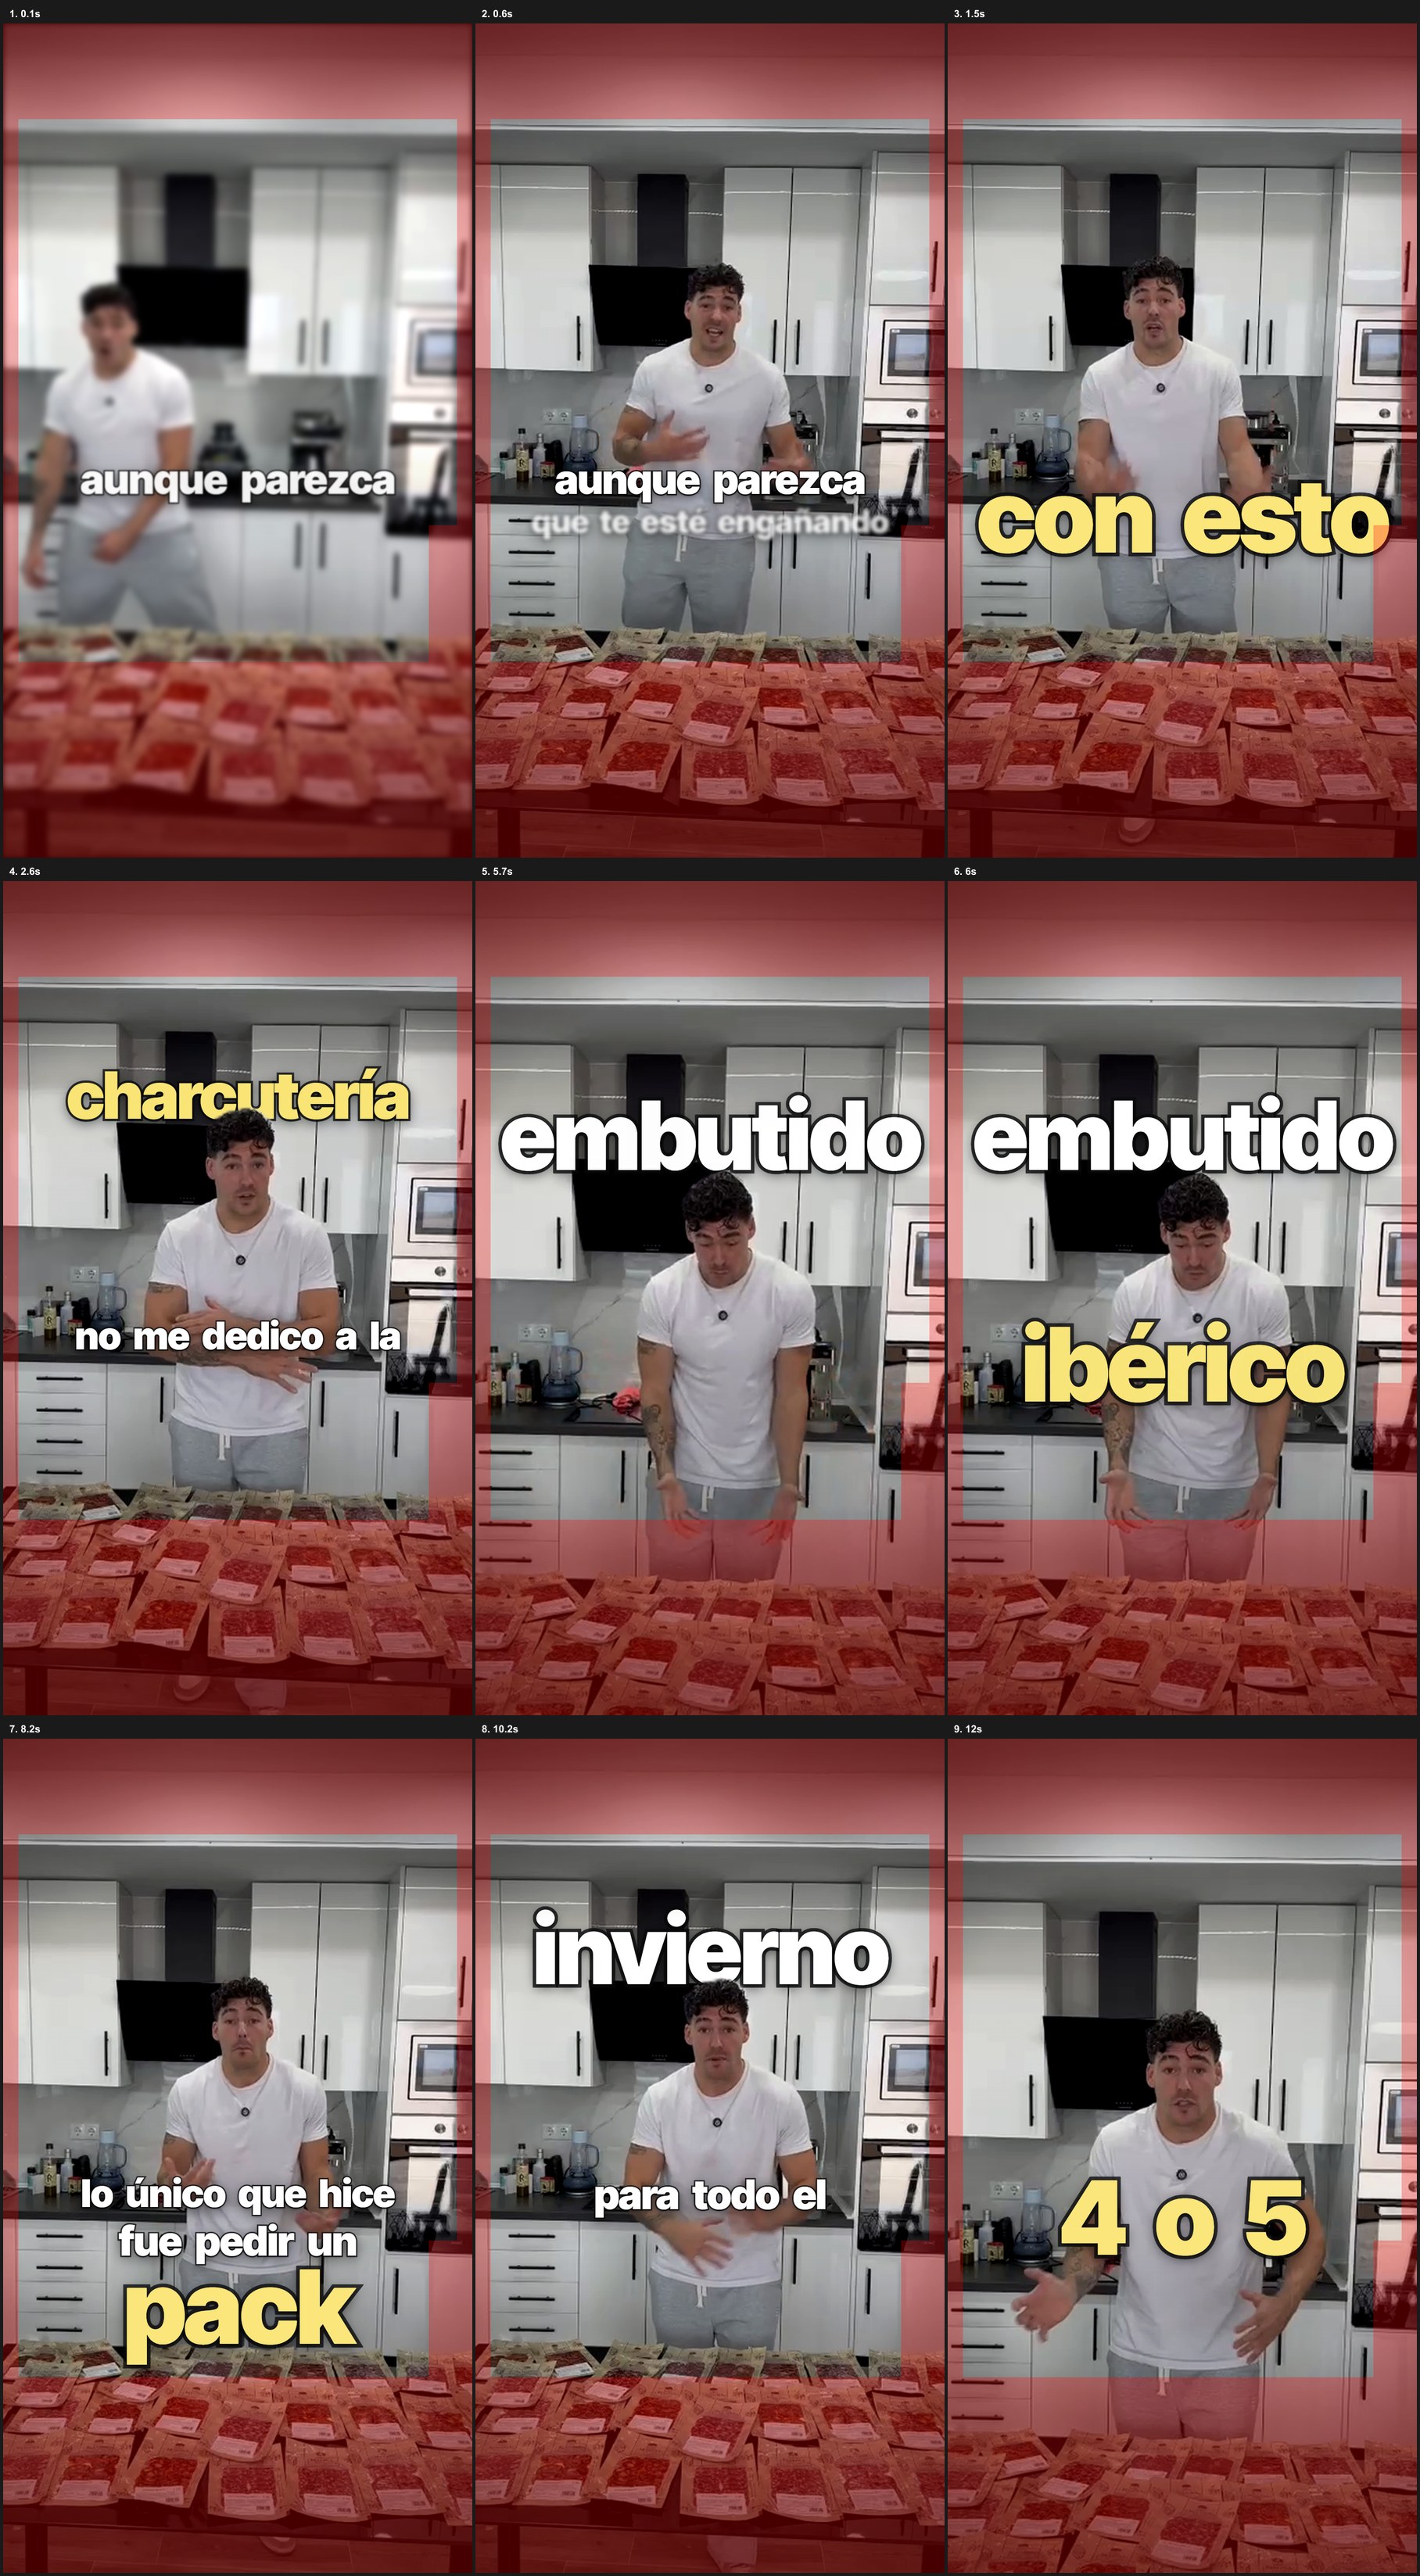 1. 0.1s
aunque parezca
2. 0.6s
aunque parezca
que te esté engañando
3. 1.5s
con esto
4. 2.6s
charcutería
no me dedico a la
5. 5.7s
embutido
6. 6s
embutido
ibérico
7. 8.2s
lo único que hice
fue pedir un
pack
8. 10.2s
invierno
para todo el
9. 12s
4 o 5